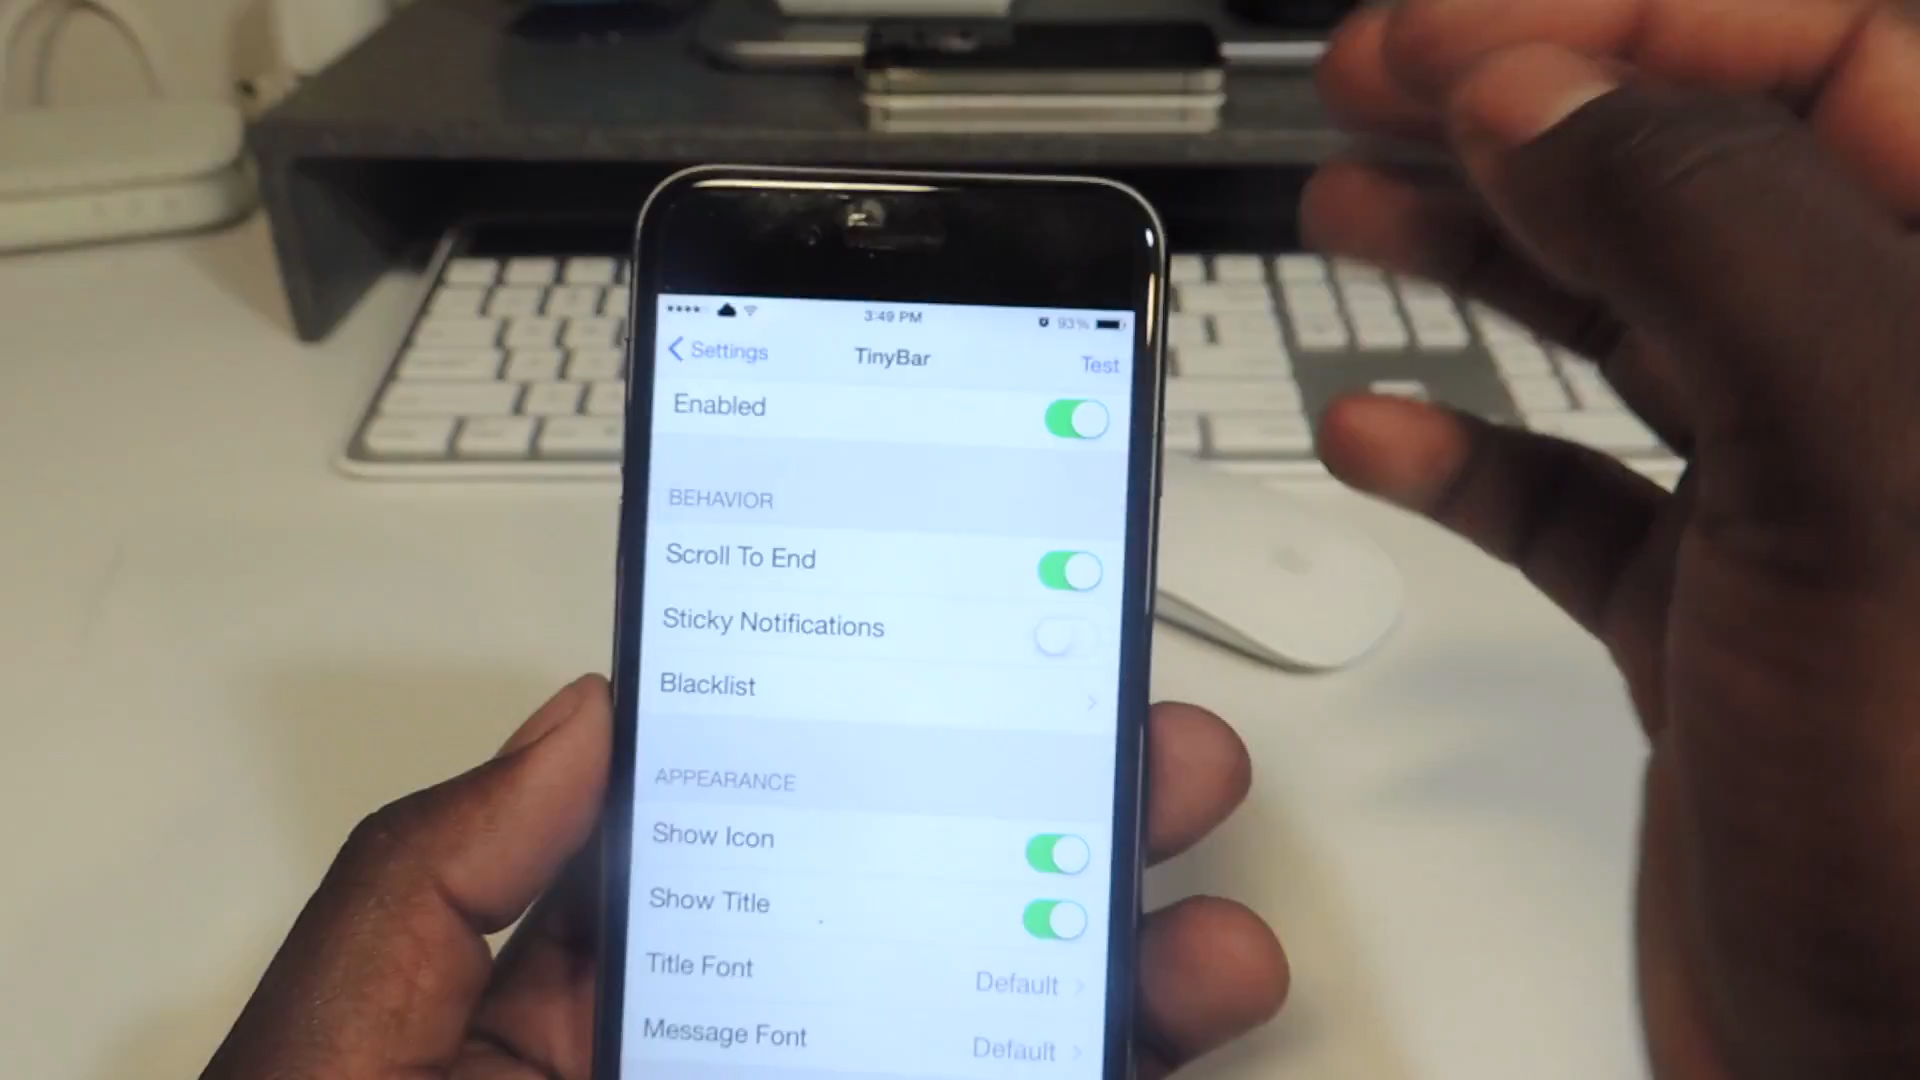 3:49 PM 93%
Settings TinyBar Test
Enabled
BEHAVIOR
Scroll To End
Sticky Notifications
Blacklist
APPEARANCE
Show Icon
Show Title
Title Font Default
Message Font Default